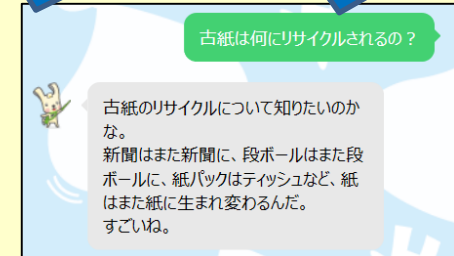 古紙は何にリサイクルされるの？
古紙のリサイクルについて知りたいのか
な。
新聞はまた新聞に、段ボールはまた段
ボールに、紙パックはティッシュなど、紙
はまた紙に生まれ変わるんだ。
すごいね。